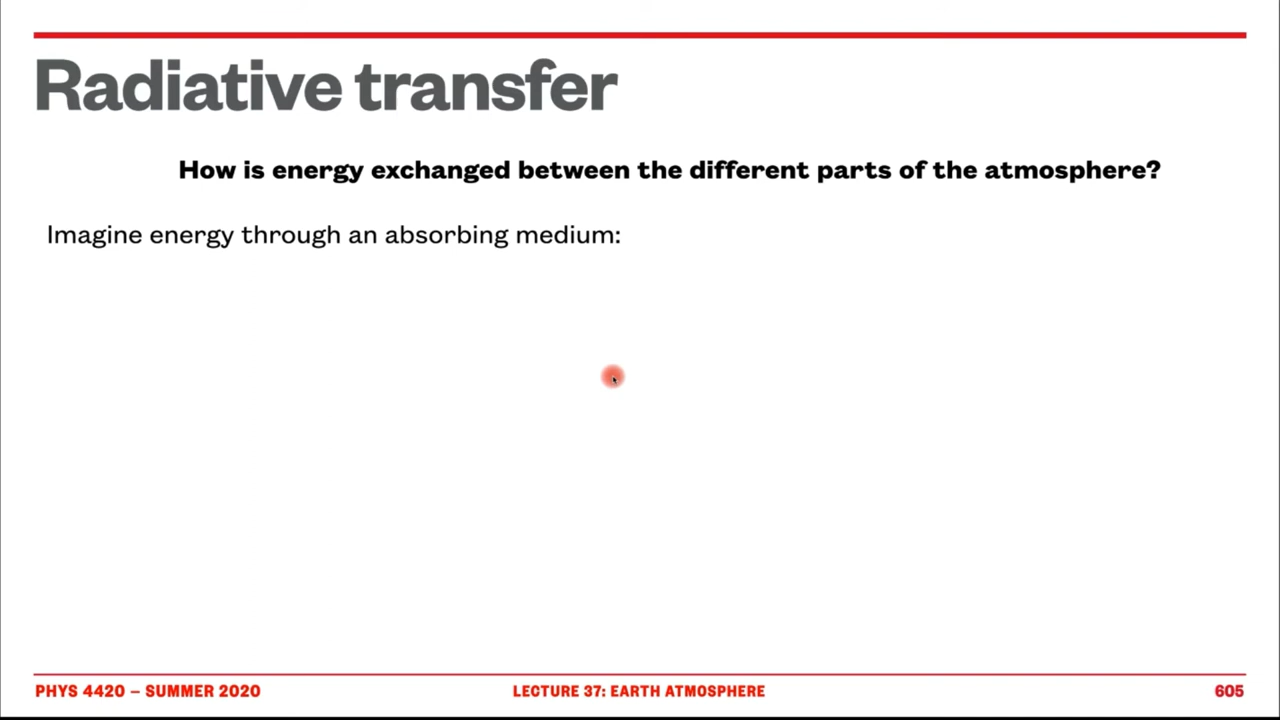 Radiative transfer
How is energy exchanged between the different parts of the atmosphere?
Imagine energy through an absorbing medium:
PHYS 4420 – SUMMER 2020
LECTURE 37: EARTH ATMOSPHERE
605